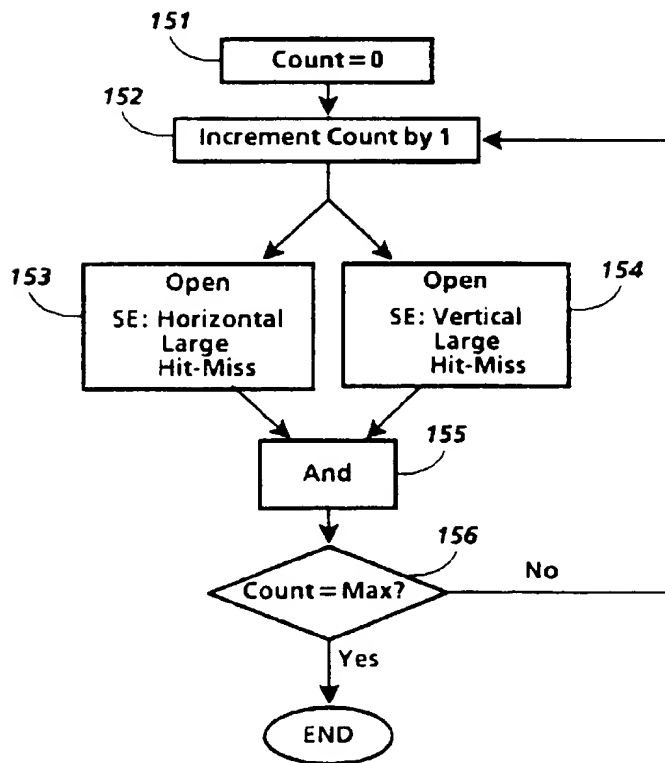 151
Count = 0
152
Increment Count by 1
153
Open
SE: Horizontal
Large
Hit-Miss
154
Open
SE: Vertical
Large
Hit-Miss
155
And
156
Count = Max?
No
Yes
END